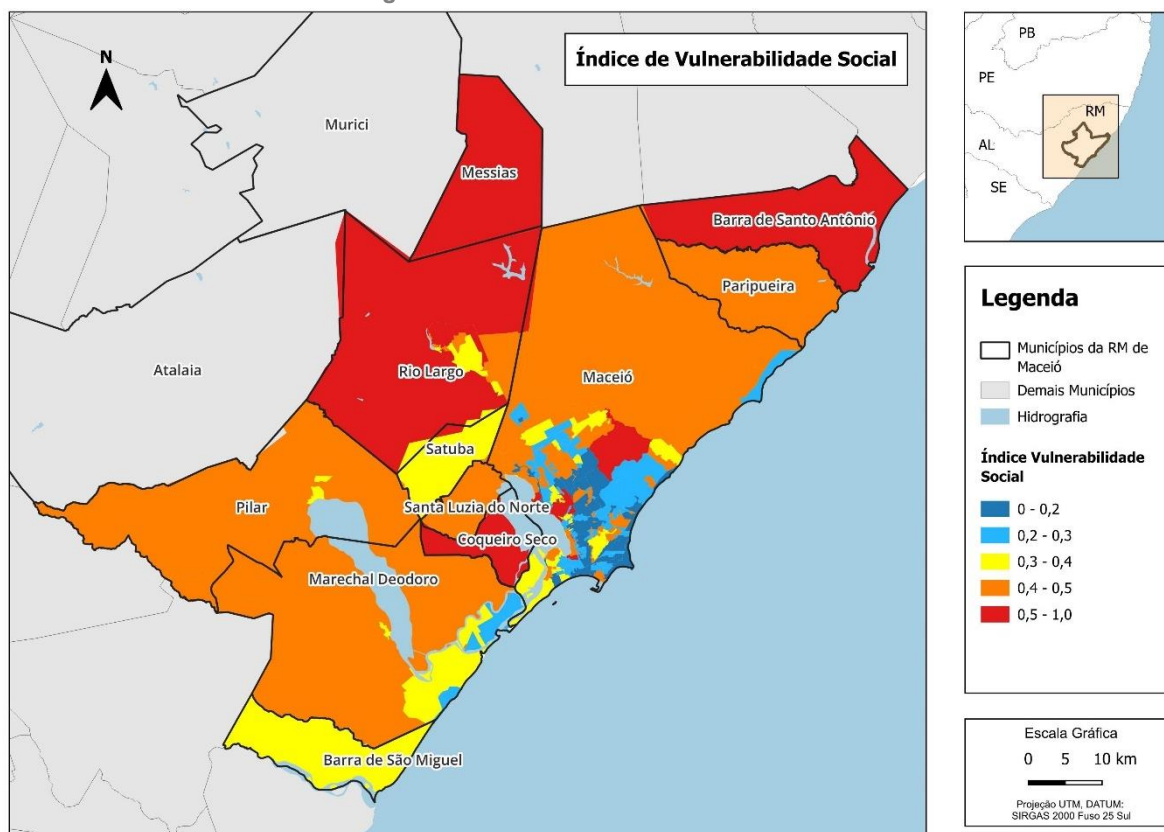 Índice de Vulnerabilidade Social
N
Murici
Messias
Barra de Santo Antônio
Paripueira
Atalaia
Rio Largo
Maceió
Satuba
Pilar
Santa Luzia do Norte
Coqueiro Seco
Marechal Deodoro
Barra de São Miguel
PB
PE
RM
AL
SE
Legenda
Municípios da RM de
Maceió
Demais Municípios
Hidrografia
Índice Vulnerabilidade
Social
0 - 0,2
0,2 - 0,3
0,3 - 0,4
0,4 - 0,5
0,5 - 1,0
Escala Gráfica
0 5 10 km
Projeção UTM, DATUM:
SIRGAS 2000 Fuso 25 Sul